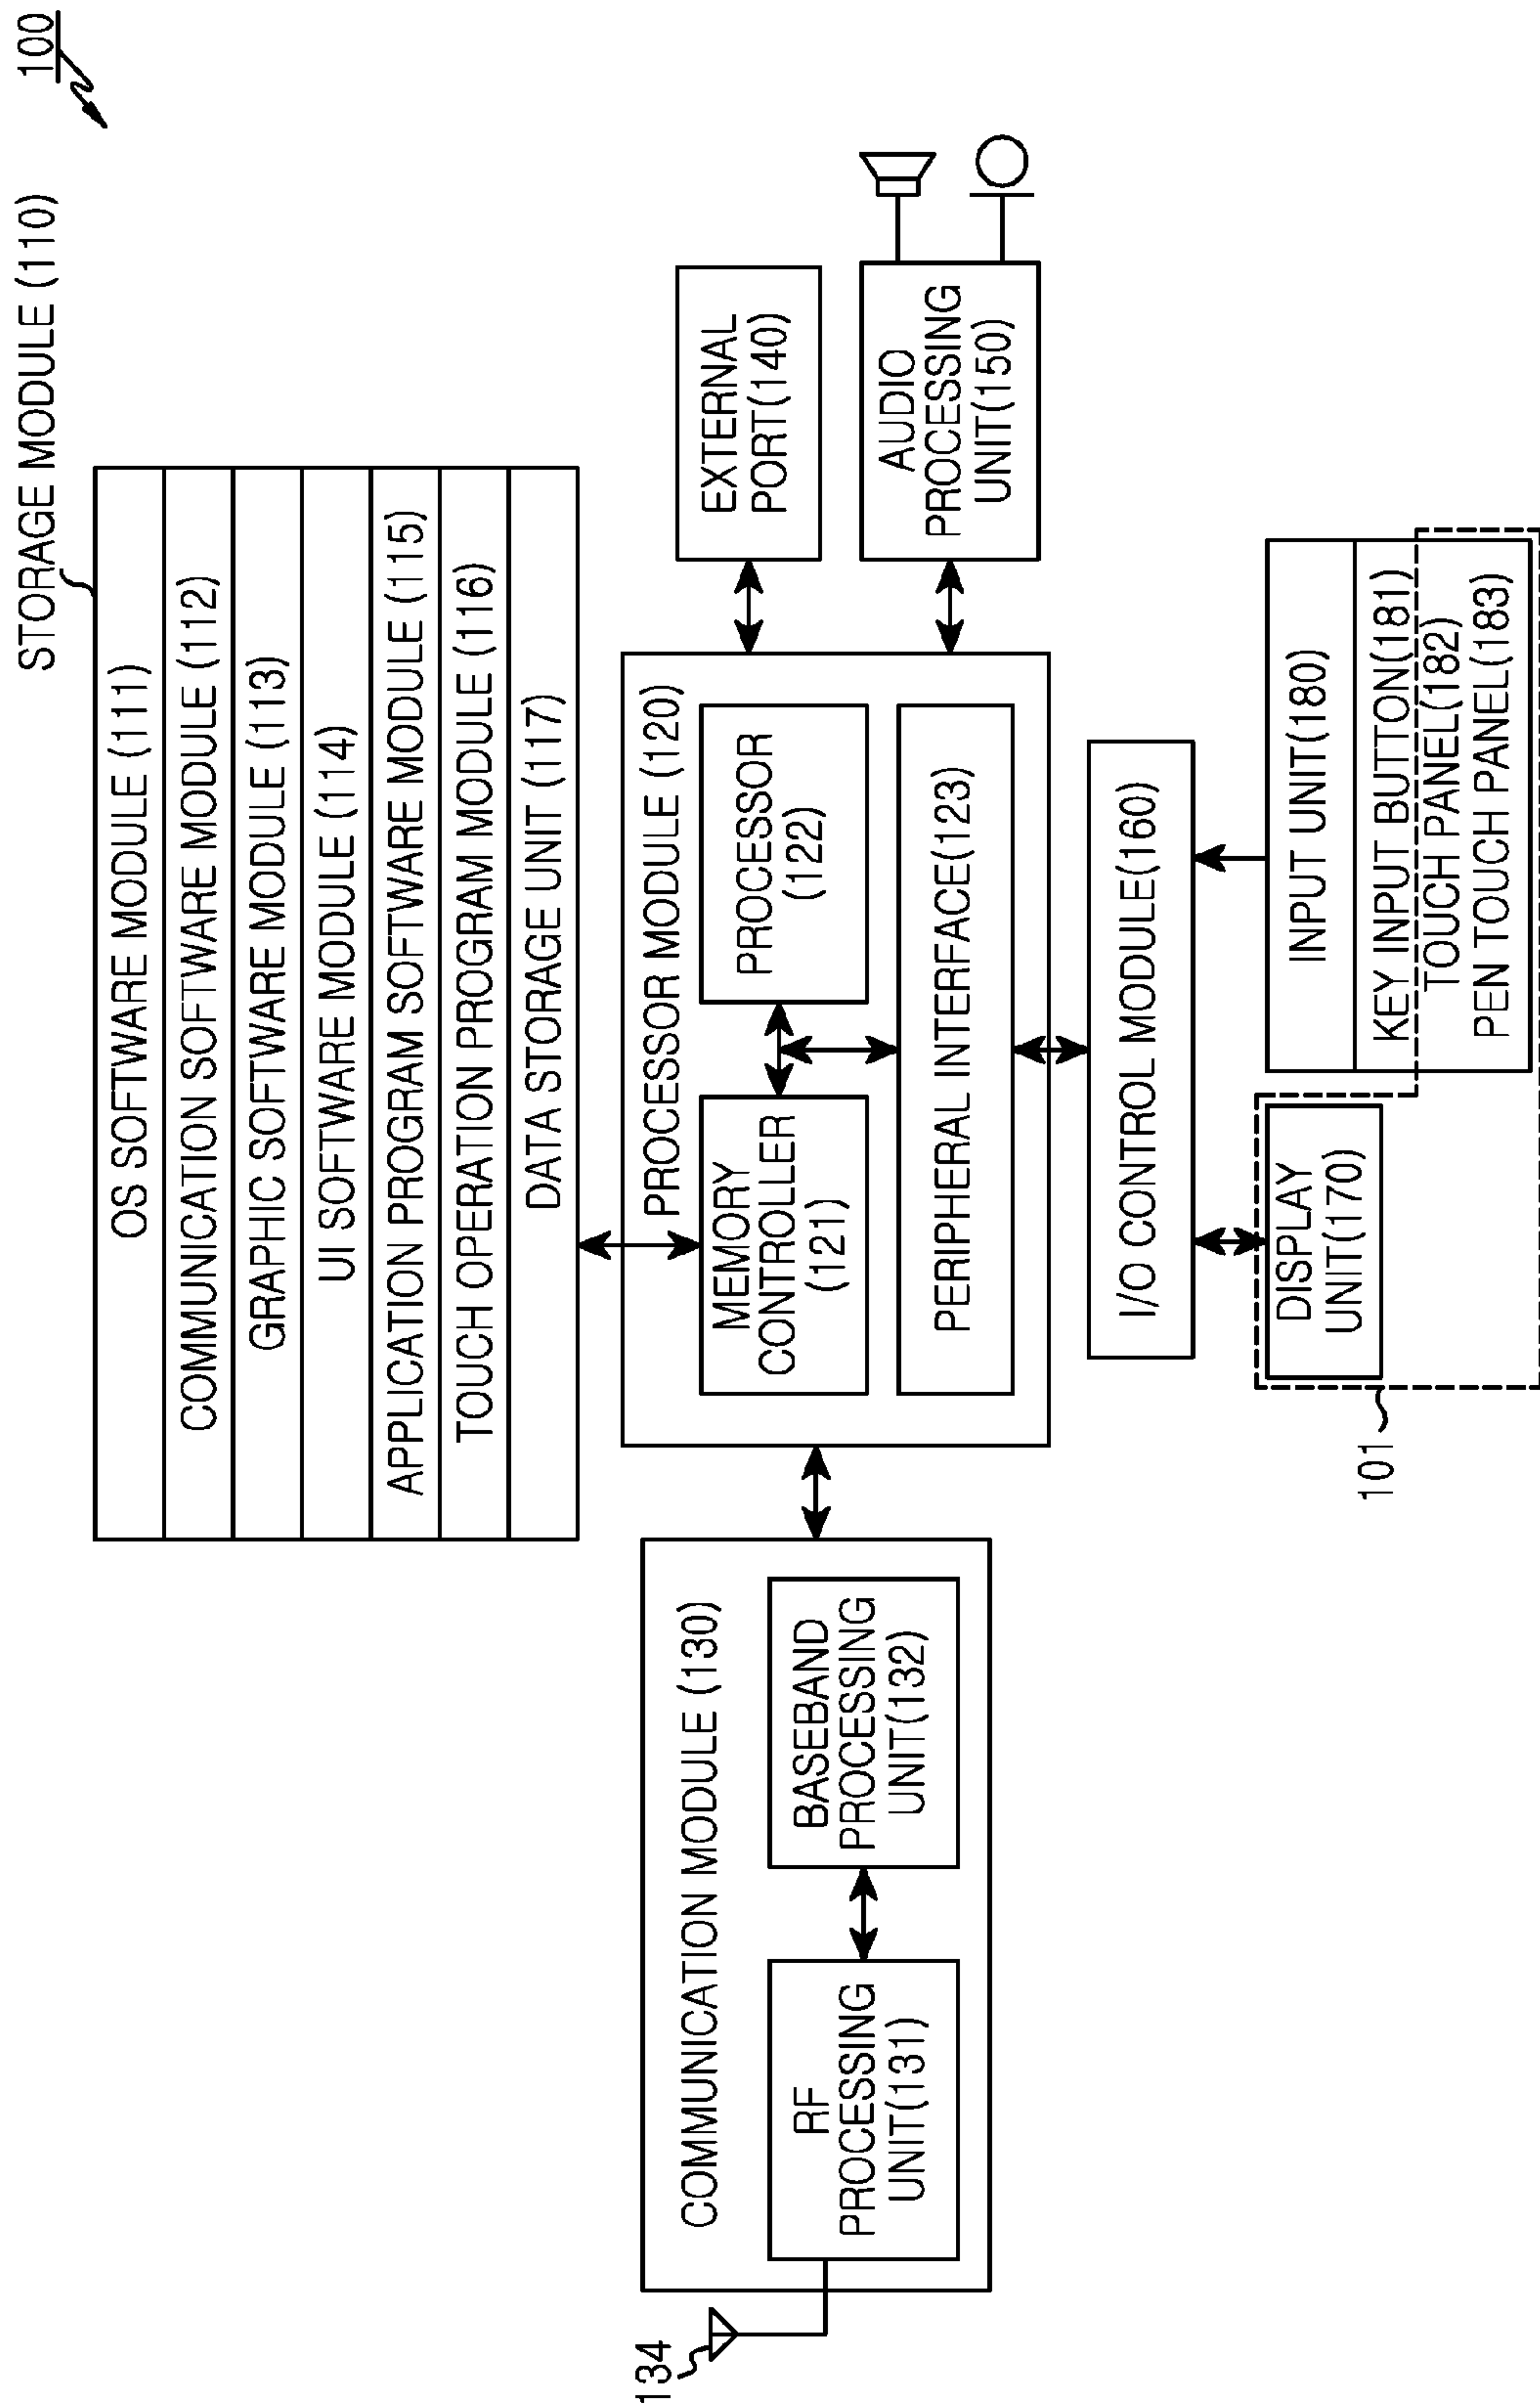 100
STORAGE MODULE (110)
OS SOFTWARE MODULE (111)
COMMUNICATION SOFTWARE MODULE (112)
GRAPHIC SOFTWARE MODULE (113)
UI SOFTWARE MODULE (114)
APPLICATION PROGRAM SOFTWARE MODULE (115)
TOUCH OPERATION PROGRAM MODULE (116)
DATA STORAGE UNIT (117)
134
COMMUNICATION MODULE (130)
RF
PROCESSING
UNIT(131)
BASEBAND
PROCESSING
UNIT(132)
PROCESSOR MODULE (120)
MEMORY
CONTROLLER
(121)
PROCESSOR
(122)
PERIPHERAL INTERFACE(123)
EXTERNAL
PORT(140)
AUDIO
PROCESSING
UNIT(150)
I/O CONTROL MODULE(160)
101
DISPLAY
UNIT(170)
INPUT UNIT(180)
KEY INPUT BUTTON(181)
TOUCH PANEL(182)
PEN TOUCH PANEL(183)